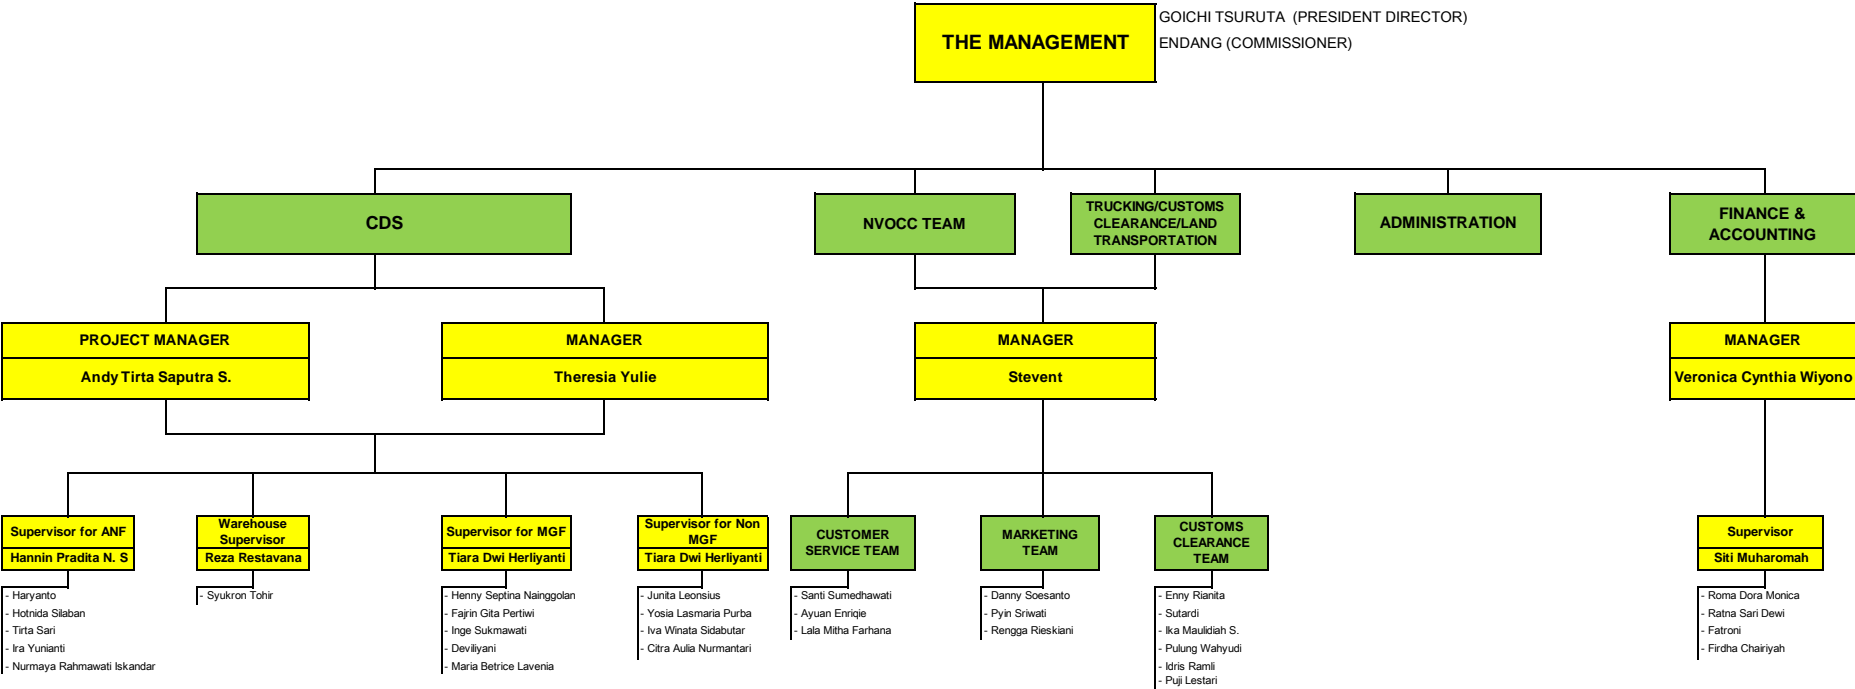 GOICHI TSURUTA (PRESIDENT DIRECTOR)
THE MANAGEMENT
ENDANG (COMMISSIONER)
CDS
NVOCC TEAM
TRUCKING/CUSTOMS
CLEARANCE/LAND
TRANSPORTATION
ADMINISTRATION
FINANCE &
ACCOUNTING
PROJECT MANAGER
Andy Tirta Saputra S.
MANAGER
Theresia Yulie
MANAGER
Stevent
MANAGER
Veronica Cynthia Wiyono
Supervisor for ANF
Hannin Pradita N. S
- Haryanto
- Hotnida Silaban
- Tirta Sari
- Ira Yunianti
- Nurmaya Rahmawati Iskandar
Warehouse
Supervisor
Reza Restavana
- Syukron Tohir
Supervisor for MGF
Tiara Dwi Herliyanti
- Henny Septina Nainggolan
- Fajrin Gita Pertiwi
- Inge Sukmawati
- Deviliyani
- Maria Betrice Lavenia
Supervisor for Non
MGF
Tiara Dwi Herliyanti
- Junita Leonsius
- Yosia Lasmaria Purba
- Iva Winata Sidabutar
- Citra Aulia Nurmantari
CUSTOMER
SERVICE TEAM
- Santi Sumedhawati
- Ayuan Enriqie
- Lala Mitha Farhana
MARKETING
TEAM
- Danny Soesanto
- Pyin Sriwati
- Rengga Rieskiani
CUSTOMS
CLEARANCE
TEAM
- Enny Rianita
- Sutardi
- Ika Maulidiah S.
- Pulung Wahyudi
- Idris Ramli
- Puji Lestari
Supervisor
Siti Muharomah
- Roma Dora Monica
- Ratna Sari Dewi
- Fatroni
- Firdha Chairiyah